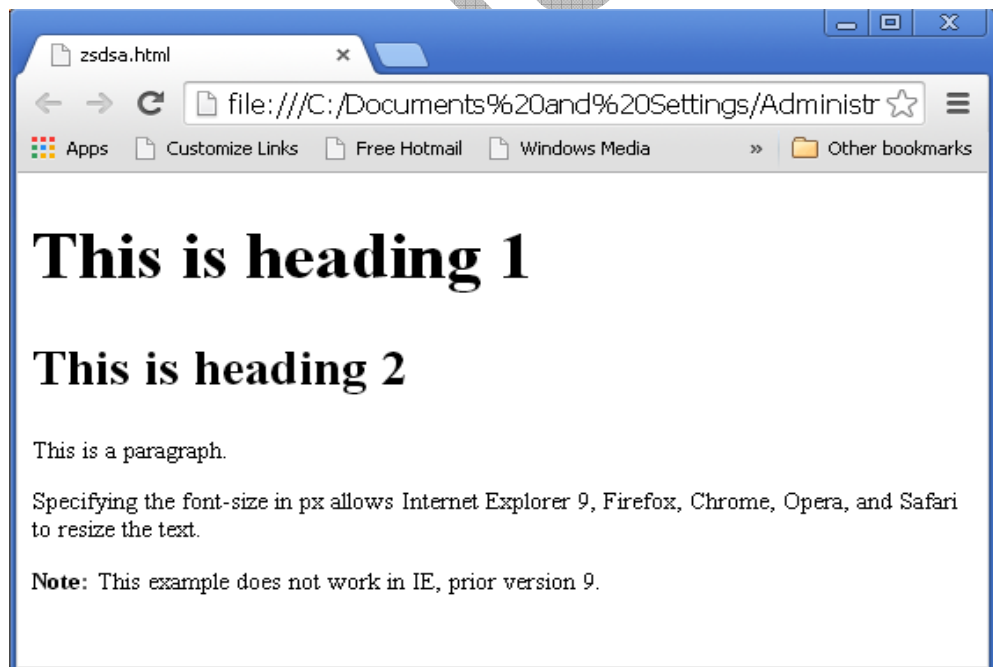 zsdsa.html
file:///C:/Documents%20and%20Settings/Administr
Apps Customize Links Free Hotmail Windows Media » Other bookmarks
This is heading 1
This is heading 2
This is a paragraph.
Specifying the font-size in px allows Internet Explorer 9, Firefox, Chrome, Opera, and Safari
to resize the text.
Note: This example does not work in IE, prior version 9.